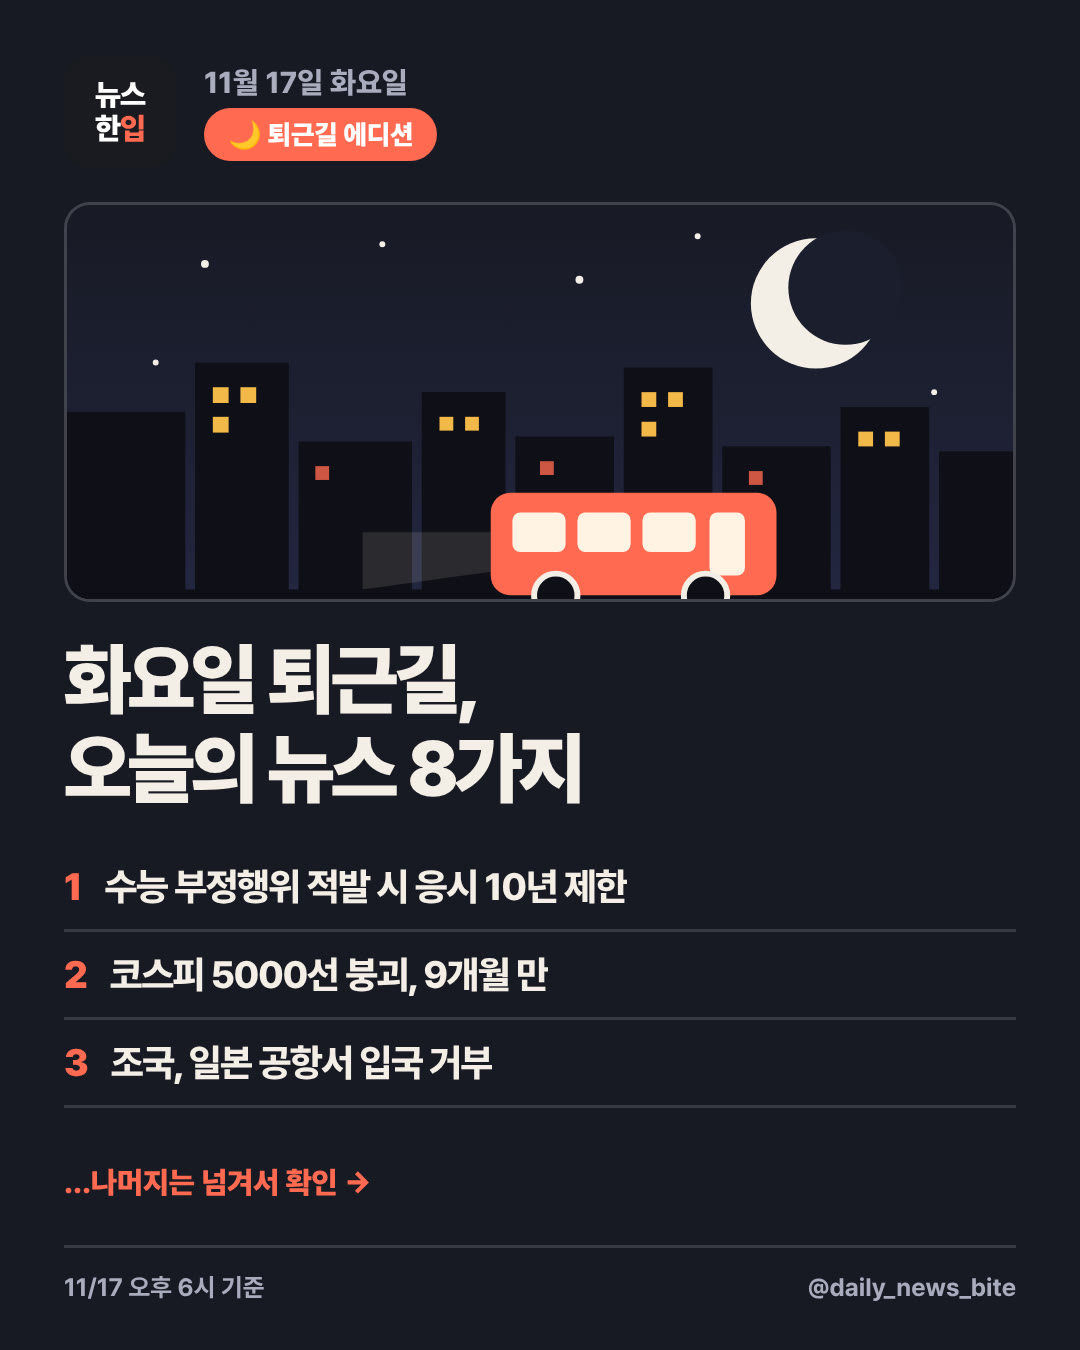 뉴스
한입
11월 17일 화요일
🌙 퇴근길 에디션
화요일 퇴근길,
오늘의 뉴스 8가지
1 수능 부정행위 적발 시 응시 10년 제한
2 코스피 5000선 붕괴, 9개월 만
3 조국, 일본 공항서 입국 거부
...나머지는 넘겨서 확인 →
11/17 오후 6시 기준
@daily_news_bite